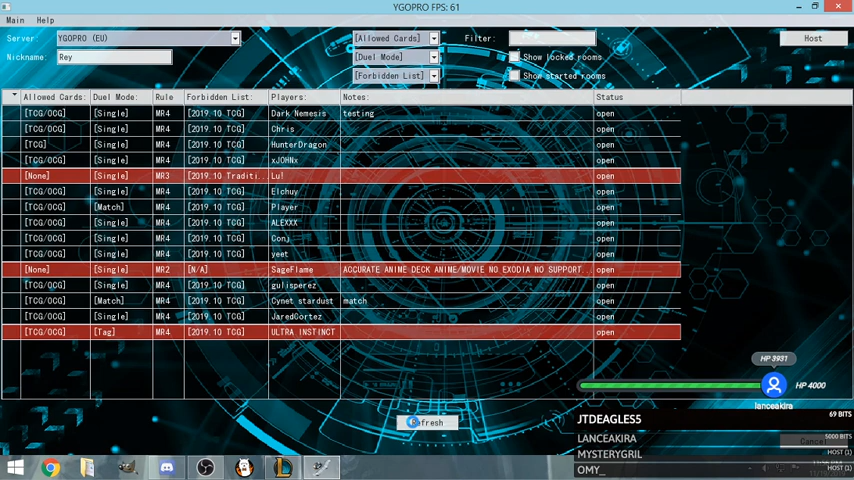 YGOPRO FPS: 61
Main Help
Server: YGOPRO (EU) [Allowed Cards] Filter: Host
Nickname: Rey [Duel Mode] Show locked rooms
[Forbidden List] Show started rooms
Allowed Cards: Duel Mode: Rule Forbidden List: Players: Notes: Status
[TCG/OCG] [Single] MR4 [2019.10 TCG] Dark Nemesis testing open
[TCG/OCG] [Single] MR4 [2019.10 TCG] Chris open
[TCG] [Single] MR4 [2019.10 TCG] HunterDragon open
[TCG/OCG] [Single] MR4 [2019.10 TCG] xJOHNx open
[None] [Single] MR3 [2019.10 Traditi... Lu! open
[TCG/OCG] [Single] MR4 [2019.10 TCG] Elchuy open
[TCG/OCG] [Match] MR4 [2019.10 TCG] Player open
[TCG/OCG] [Single] MR4 [2019.10 TCG] ALEXXX open
[TCG/OCG] [Single] MR4 [2019.10 TCG] Conj open
[TCG/OCG] [Single] MR4 [2019.10 TCG] yeet open
[None] [Single] MR2 [N/A] SageFlame ACCURATE ANIME DECK ANIME/MOVIE NO EXODIA NO SUPPORT... open
[TCG/OCG] [Single] MR4 [2019.10 TCG] gulisperez open
[TCG/OCG] [Match] MR4 [2019.10 TCG] Cynet stardust match open
[TCG/OCG] [Single] MR4 [2019.10 TCG] JaredCortez open
[TCG/OCG] [Tag] MR4 [2019.10 TCG] ULTRA INSTINCT open
HP 3931
HP 4000
lanceakira
Refresh
JTDEAGLES5 69 BITS
LANCEAKIRA 5000 BITS
MYSTERYGRIL HOST (1)
OMY_ HOST (1)